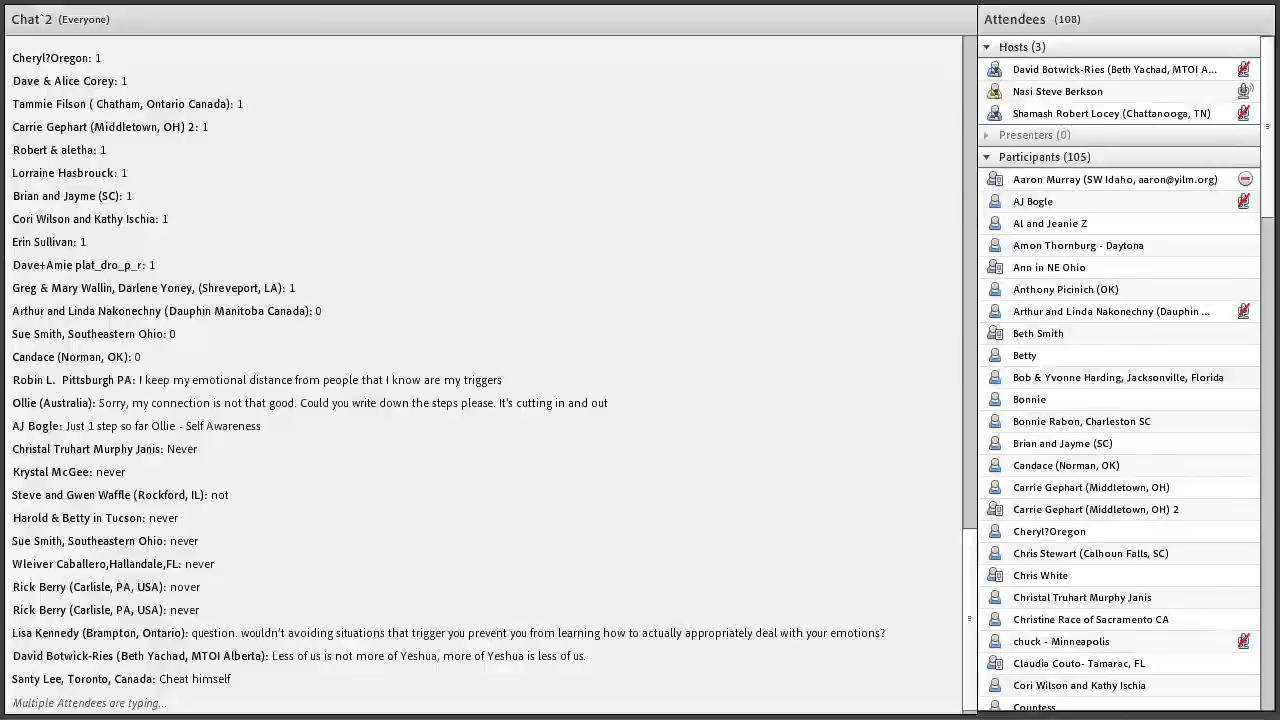 Chat`2 (Everyone)
Cheryl?Oregon: 1
Dave & Alice Corey: 1
Tammie Filson ( Chatham, Ontario Canada): 1
Carrie Gephart (Middletown, OH) 2: 1
Robert & aletha: 1
Lorraine Hasbrouck: 1
Brian and Jayme (SC): 1
Cori Wilson and Kathy Ischia: 1
Erin Sullivan: 1
Dave+Amie plat_dro_p_r: 1
Greg & Mary Wallin, Darlene Yoney, (Shreveport, LA): 1
Arthur and Linda Nakonechny (Dauphin Manitoba Canada): 0
Sue Smith, Southeastern Ohio: 0
Candace (Norman, OK): 0
Robin L. Pittsburgh PA: I keep my emotional distance from people that I know are my triggers
Ollie (Australia): Sorry, my connection is not that good. Could you write down the steps please. It's cutting in and out
AJ Bogle: Just 1 step so far Ollie - Self Awareness
Christal Truhart Murphy Janis: Never
Krystal McGee: never
Steve and Gwen Waffle (Rockford, IL): not
Harold & Betty in Tucson: never
Sue Smith, Southeastern Ohio: never
Wleiver Caballero,Hallandale,FL: never
Rick Berry (Carlisle, PA, USA): nover
Rick Berry (Carlisle, PA, USA): never
Lisa Kennedy (Brampton, Ontario): question. wouldn't avoiding situations that trigger you prevent you from learning how to actually appropriately deal with your emotions?
David Botwick-Ries (Beth Yachad, MTOI Alberta): Less of us is not more of Yeshua, more of Yeshua is less of us.
Santy Lee, Toronto, Canada: Cheat himself
Multiple Attendees are typing...
Attendees (108)
Hosts (3)
David Botwick-Ries (Beth Yachad, MTOI A...
Nasi Steve Berkson
Shamash Robert Locey (Chattanooga, TN)
Presenters (0)
Participants (105)
Aaron Murray (SW Idaho, aaron@yilm.org)
AJ Bogle
Al and Jeanie Z
Amon Thornburg - Daytona
Ann in NE Ohio
Anthony Picinich (OK)
Arthur and Linda Nakonechny (Dauphin ...
Beth Smith
Betty
Bob & Yvonne Harding, Jacksonville, Florida
Bonnie
Bonnie Rabon, Charleston SC
Brian and Jayme (SC)
Candace (Norman, OK)
Carrie Gephart (Middletown, OH)
Carrie Gephart (Middletown, OH) 2
Cheryl?Oregon
Chris Stewart (Calhoun Falls, SC)
Chris White
Christal Truhart Murphy Janis
Christine Race of Sacramento CA
chuck - Minneapolis
Claudia Couto- Tamarac, FL
Cori Wilson and Kathy Ischia
Countess